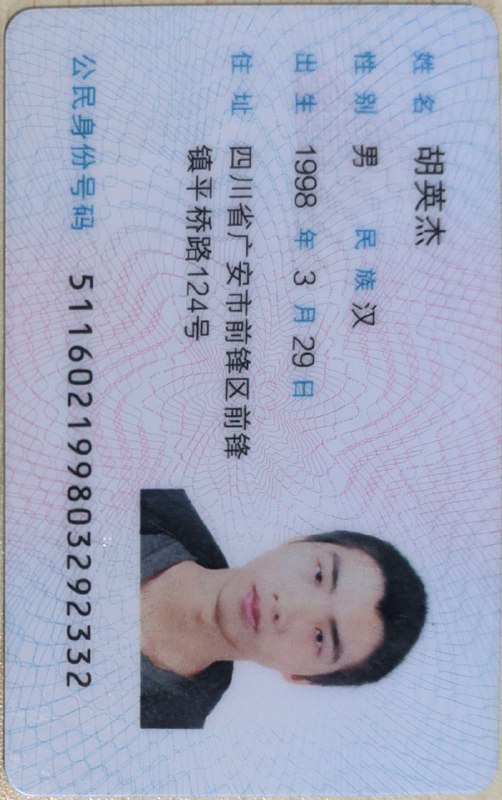 姓名 胡英杰
性别 男 民族 汉
出生 1998 年 3 月 29 日
住址 四川省广安市前锋区前锋
镇平桥路124号
公民身份号码 511602199803292332